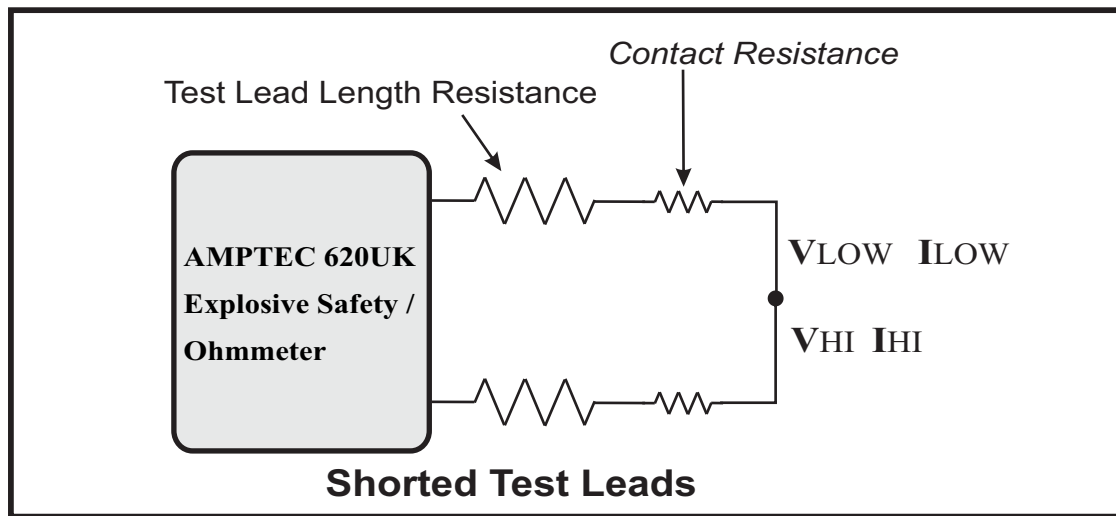 Contact Resistance
Test Lead Length Resistance
AMPTEC 620UK
Explosive Safety /
Ohmmeter
VLOW ILOW
VHI IHI
Shorted Test Leads